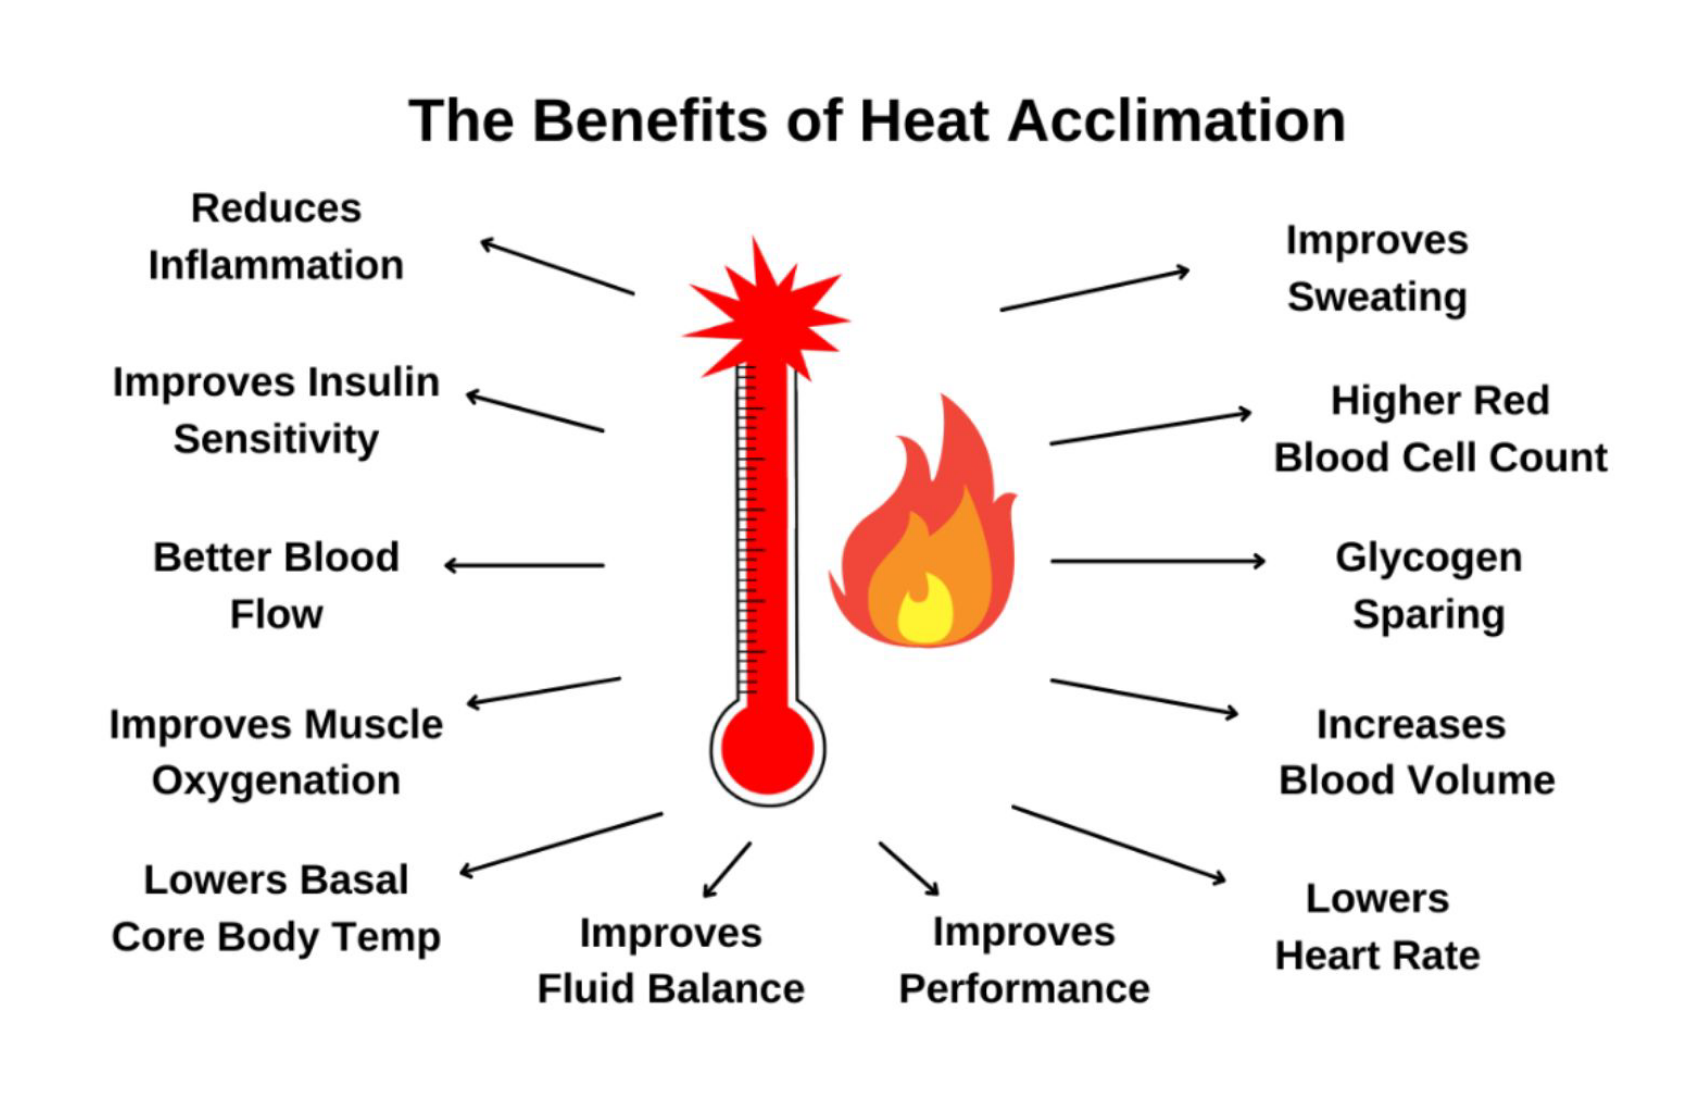 The Benefits of Heat Acclimation
Reduces
Inflammation
Improves Insulin
Sensitivity
Better Blood
Flow
Improves Muscle
Oxygenation
Lowers Basal
Core Body Temp
Improves
Fluid Balance
Improves
Performance
Improves
Sweating
Higher Red
Blood Cell Count
Glycogen
Sparing
Increases
Blood Volume
Lowers
Heart Rate